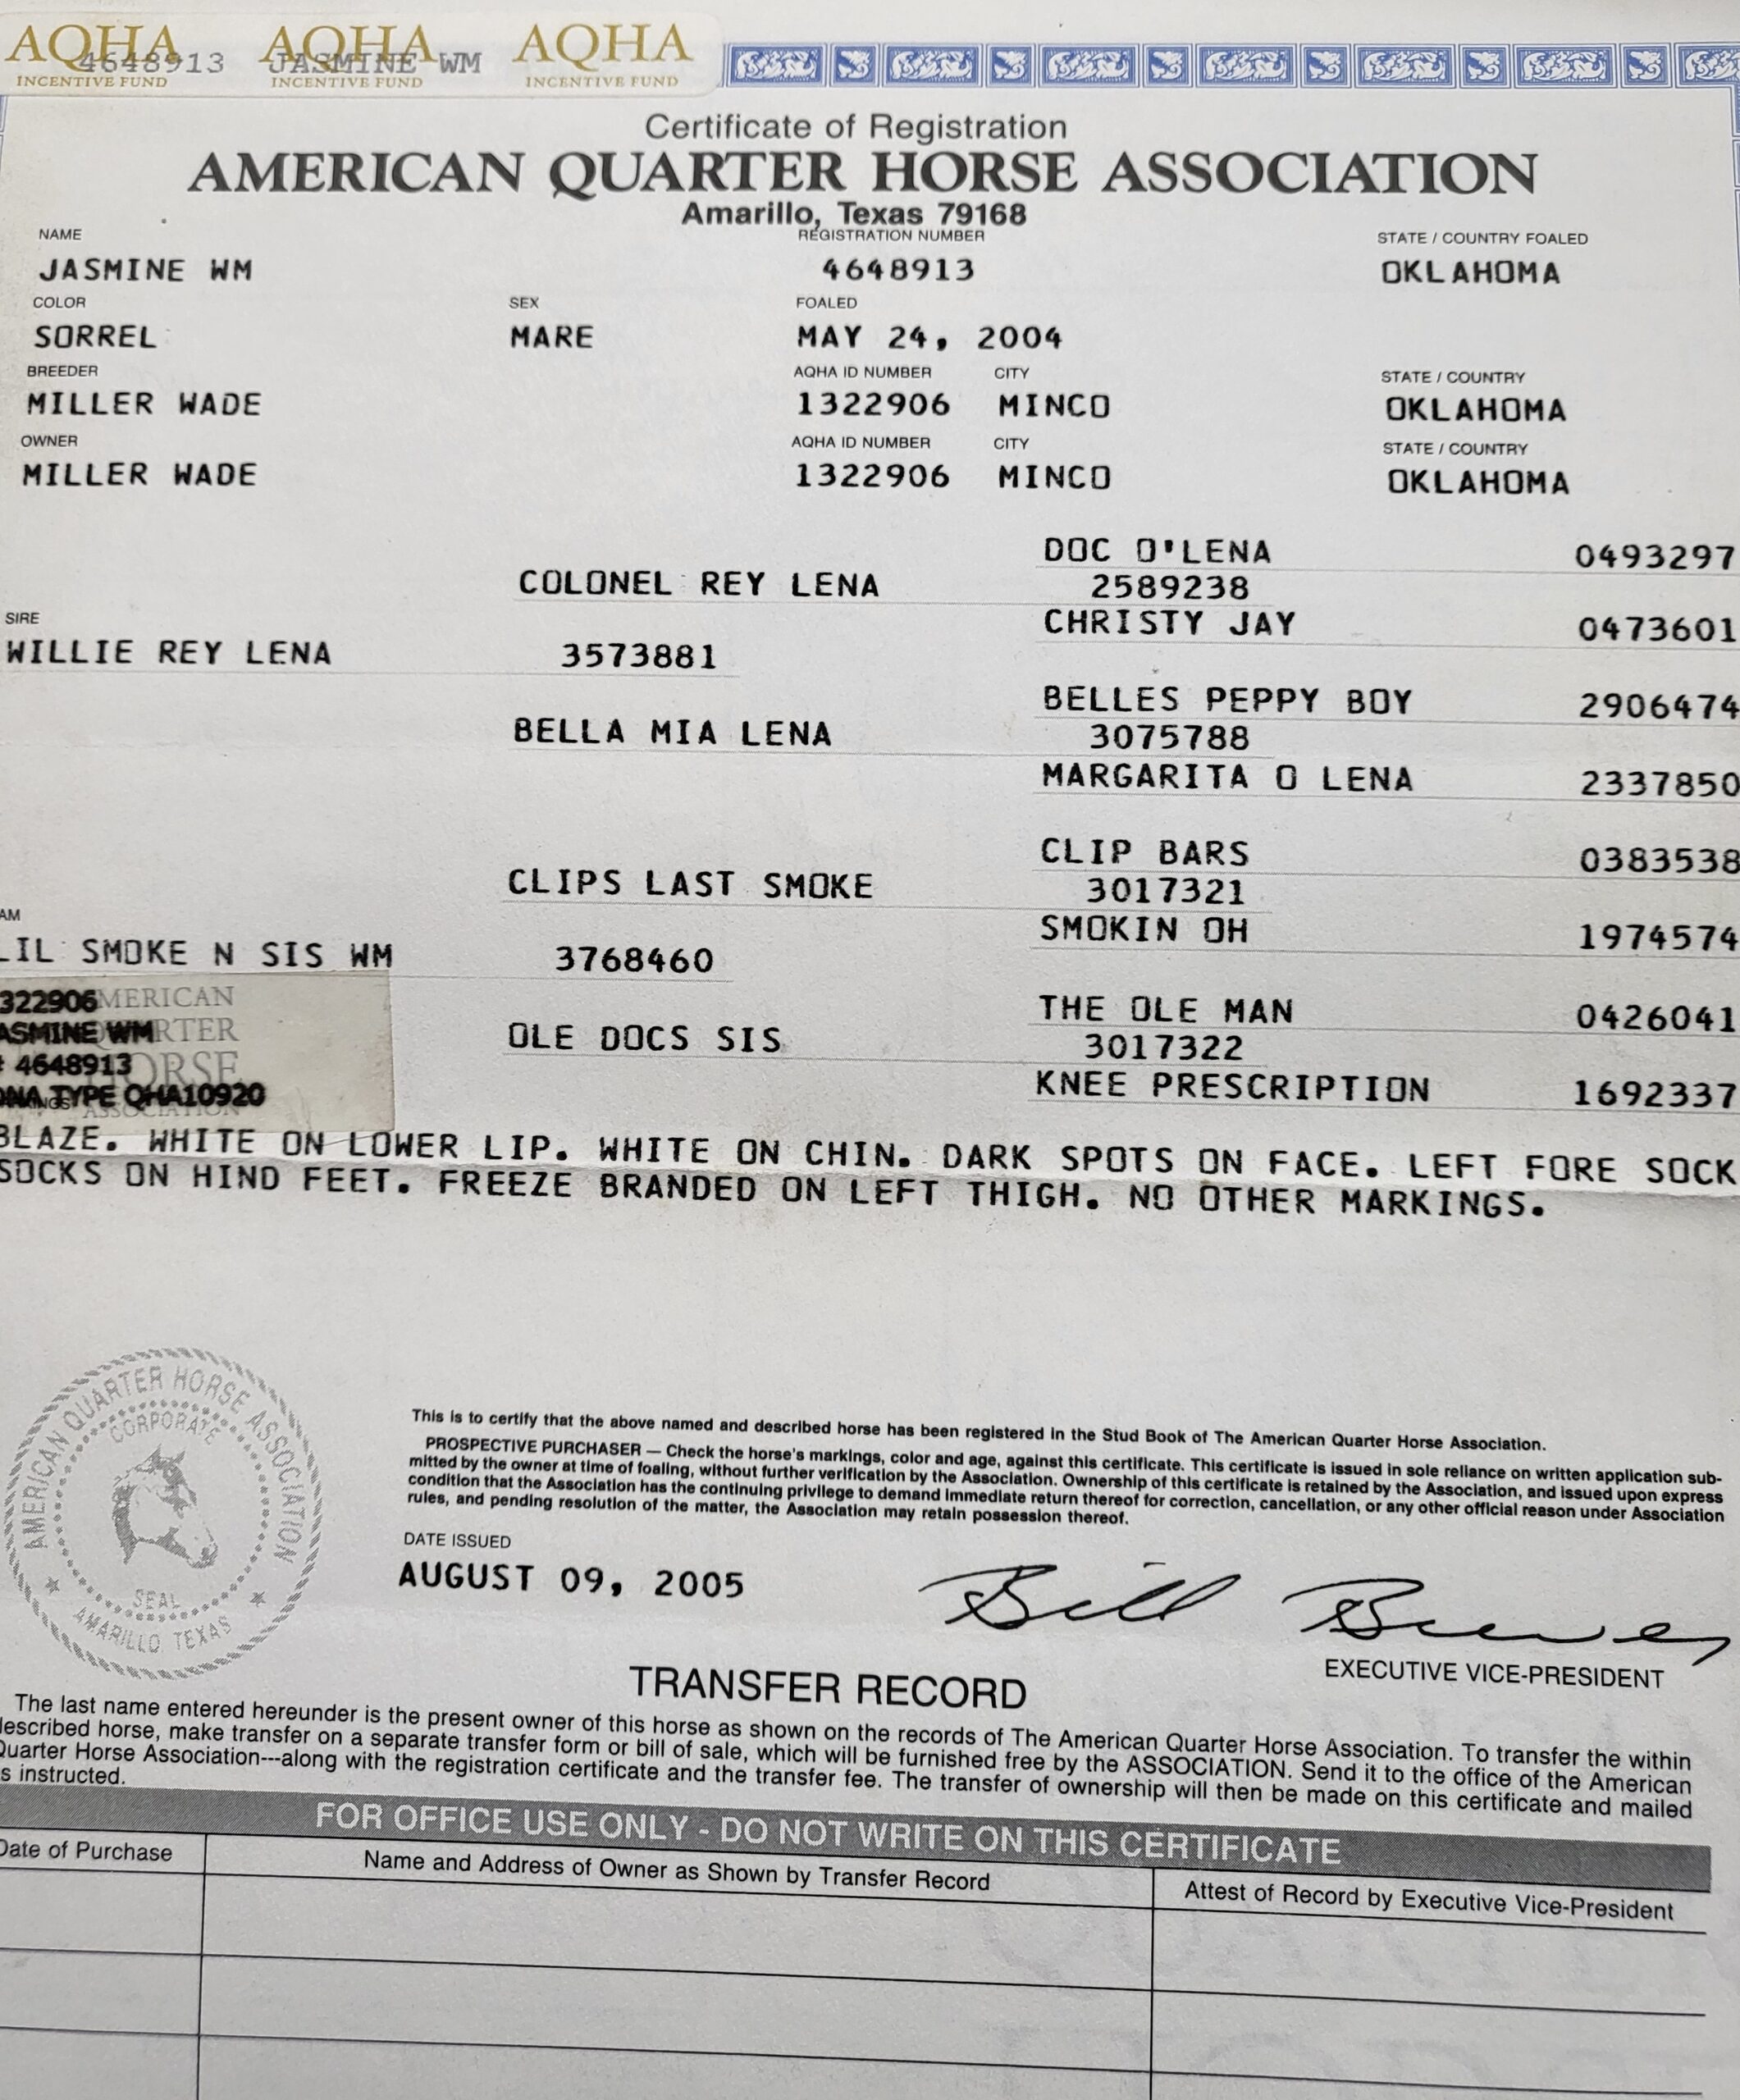 AQHA AQHA AQHA
4648913 JASMINE WM
INCENTIVE FUND INCENTIVE FUND INCENTIVE FUND
Certificate of Registration
AMERICAN QUARTER HORSE ASSOCIATION
Amarillo, Texas 79168
NAME REGISTRATION NUMBER STATE / COUNTRY FOALED
JASMINE WM 4648913 OKLAHOMA
COLOR SEX FOALED
SORREL MARE MAY 24, 2004
BREEDER AQHA ID NUMBER CITY STATE / COUNTRY
MILLER WADE 1322906 MINCO OKLAHOMA
OWNER AQHA ID NUMBER CITY STATE / COUNTRY
MILLER WADE 1322906 MINCO OKLAHOMA
DOC O'LENA 0493297
COLONEL REY LENA 2589238
CHRISTY JAY 0473601
SIRE
WILLIE REY LENA 3573881
BELLES PEPPY BOY 2906474
BELLA MIA LENA 3075788
MARGARITA O LENA 2337850
CLIP BARS 0383538
CLIPS LAST SMOKE 3017321
SMOKIN OH 1974574
AM
LIL SMOKE N SIS WM 3768460
THE OLE MAN 0426041
OLE DOCS SIS 3017322
KNEE PRESCRIPTION 1692337
322906 MERICAN
ASMINE WM RTER
# 4648913 ORSE
DNA TYPE QHA10920
ASSOCIATION
BLAZE. WHITE ON LOWER LIP. WHITE ON CHIN. DARK SPOTS ON FACE. LEFT FORE SOCK
SOCKS ON HIND FEET. FREEZE BRANDED ON LEFT THIGH. NO OTHER MARKINGS.
AMERICAN QUARTER HORSE ASSOCIATION
CORPORATE
SEAL
AMARILLO, TEXAS
This is to certify that the above named and described horse has been registered in the Stud Book of The American Quarter Horse Association.
PROSPECTIVE PURCHASER — Check the horse's markings, color and age, against this certificate. This certificate is issued in sole reliance on written application sub-
mitted by the owner at time of foaling, without further verification by the Association. Ownership of this certificate is retained by the Association, and issued upon express
condition that the Association has the continuing privilege to demand immediate return thereof for correction, cancellation, or any other official reason under Association
rules, and pending resolution of the matter, the Association may retain possession thereof.
DATE ISSUED
AUGUST 09, 2005
Bill Brewer
EXECUTIVE VICE-PRESIDENT
TRANSFER RECORD
The last name entered hereunder is the present owner of this horse as shown on the records of The American Quarter Horse Association. To transfer the within
described horse, make transfer on a separate transfer form or bill of sale, which will be furnished free by the ASSOCIATION. Send it to the office of the American
Quarter Horse Association---along with the registration certificate and the transfer fee. The transfer of ownership will then be made on this certificate and mailed
s instructed.
FOR OFFICE USE ONLY - DO NOT WRITE ON THIS CERTIFICATE
Date of Purchase Name and Address of Owner as Shown by Transfer Record Attest of Record by Executive Vice-President